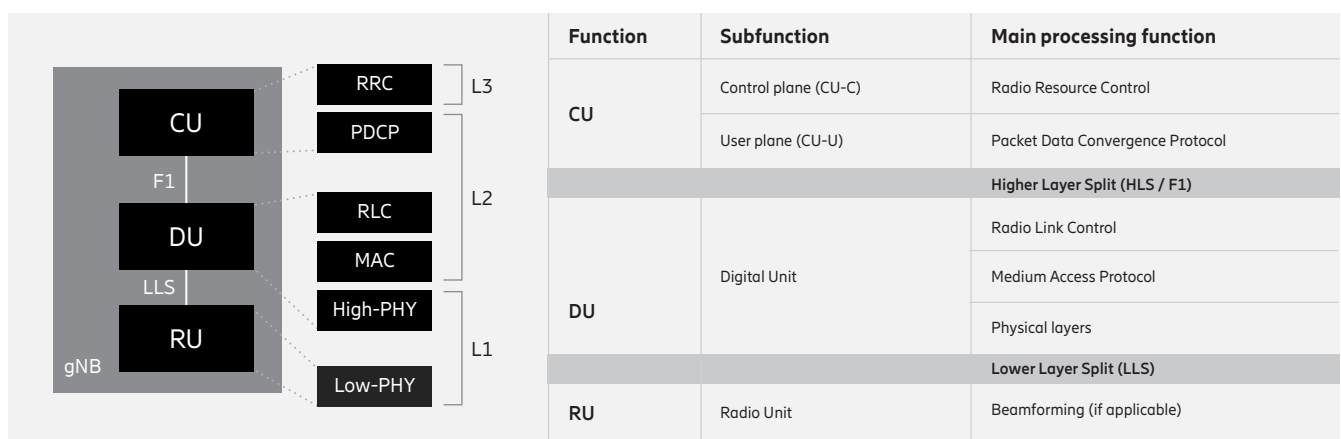 CU
F1
DU
LLS
RU
gNB
RRC
L3
PDCP
L2
RLC
MAC
High-PHY
L1
Low-PHY
Function Subfunction Main processing function
CU
Control plane (CU-C) Radio Resource Control
User plane (CU-U) Packet Data Convergence Protocol
Higher Layer Split (HLS / F1)
DU
Digital Unit
Radio Link Control
Medium Access Protocol
Physical layers
Lower Layer Split (LLS)
RU Radio Unit Beamforming (if applicable)